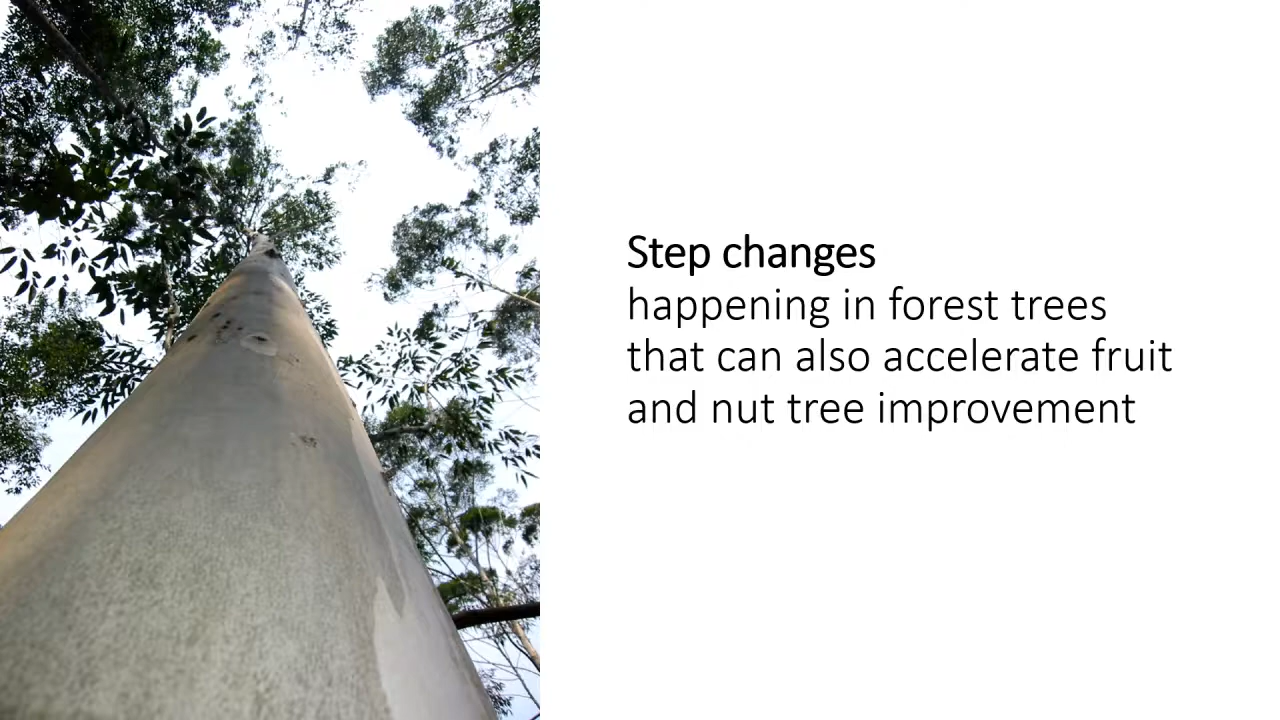 Step changes
happening in forest trees
that can also accelerate fruit
and nut tree improvement